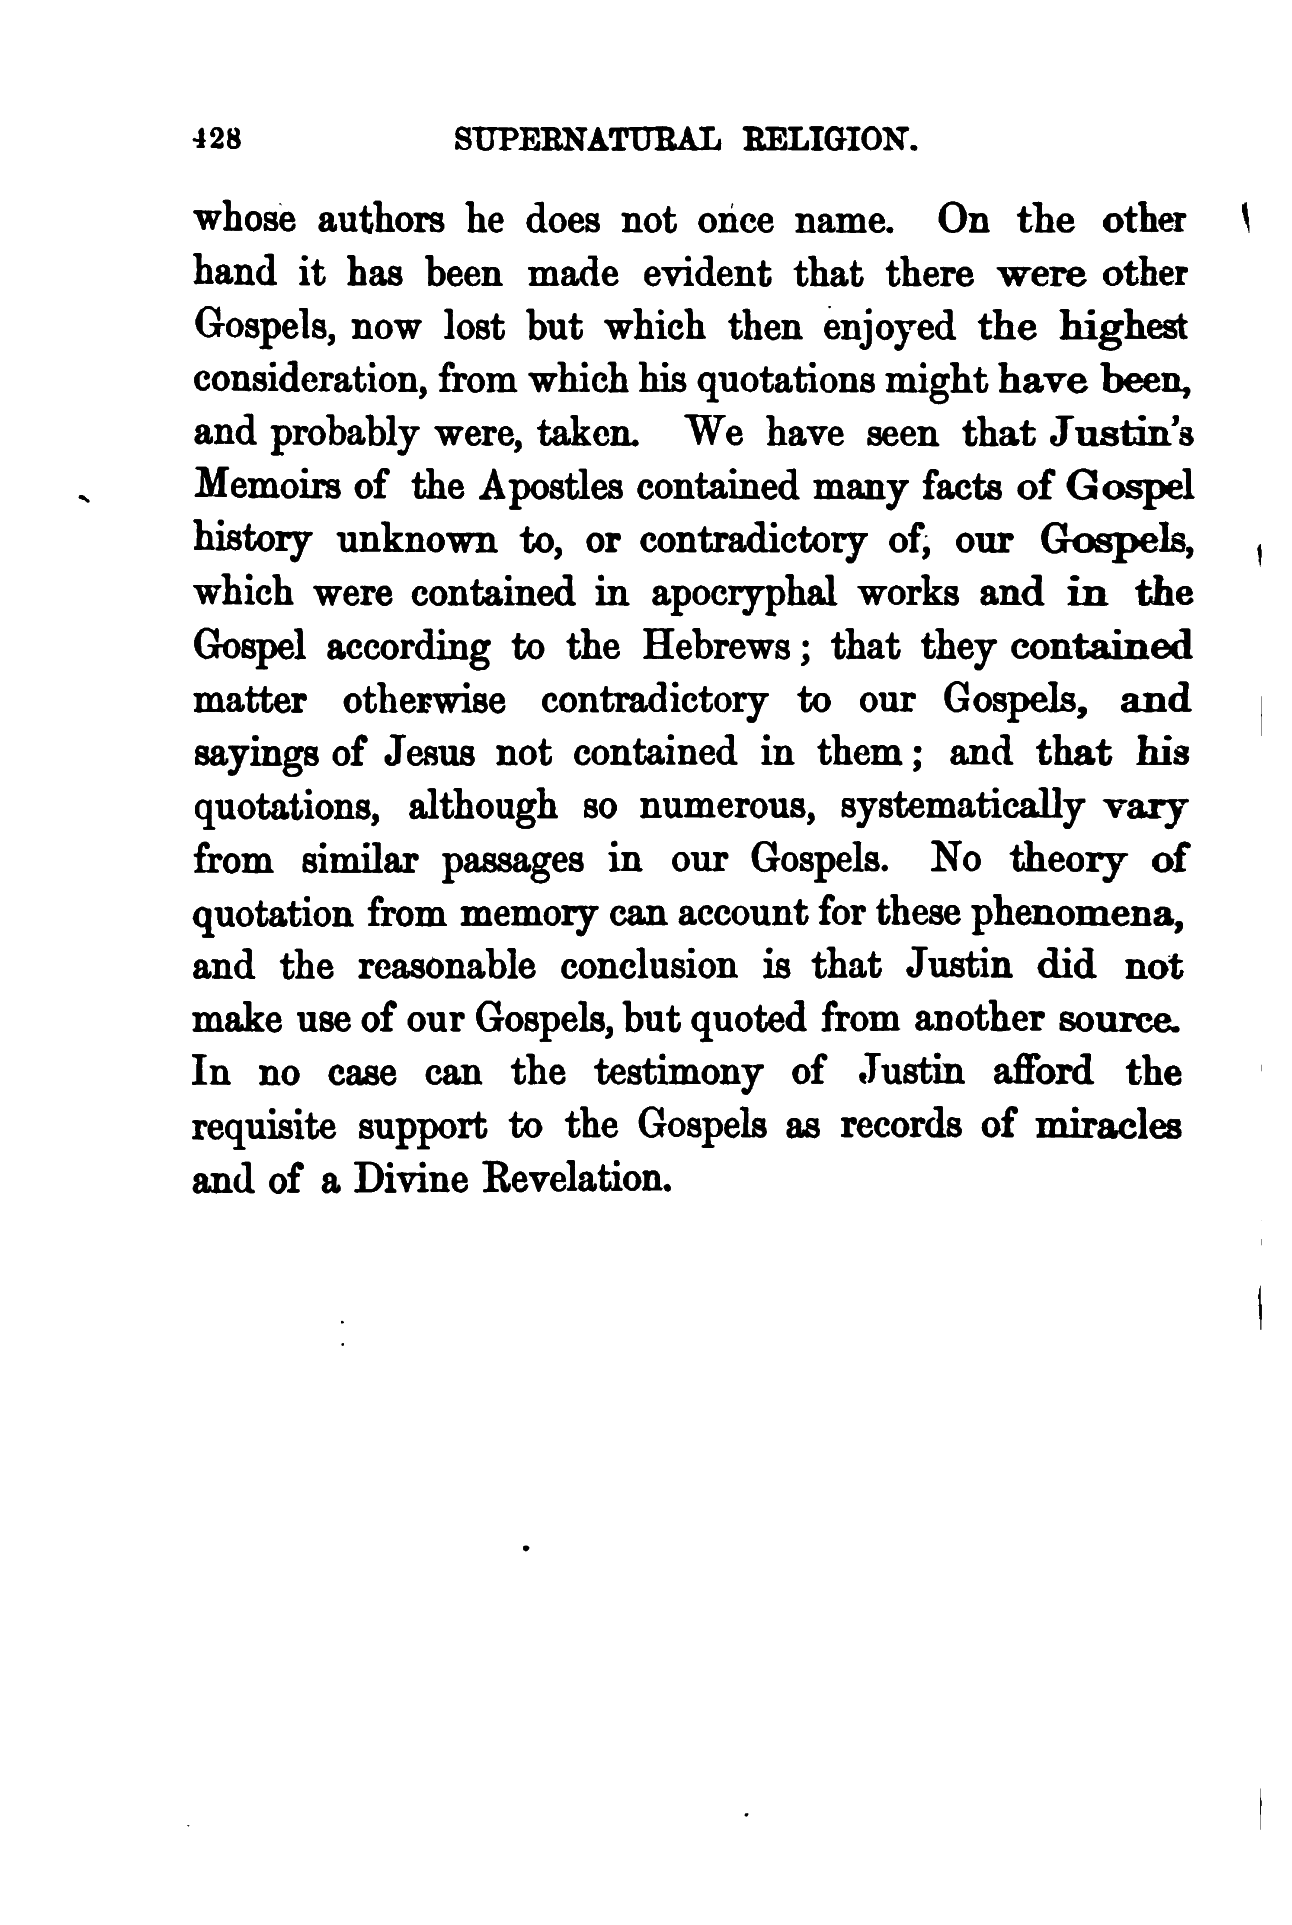 428 SUPERNATURAL RELIGION.
whose authors he does not once name. On the other
hand it has been made evident that there were other
Gospels, now lost but which then enjoyed the highest
consideration, from which his quotations might have been,
and probably were, taken. We have seen that Justin's
Memoirs of the Apostles contained many facts of Gospel
history unknown to, or contradictory of, our Gospels,
which were contained in apocryphal works and in the
Gospel according to the Hebrews; that they contained
matter otherwise contradictory to our Gospels, and
sayings of Jesus not contained in them; and that his
quotations, although so numerous, systematically vary
from similar passages in our Gospels. No theory of
quotation from memory can account for these phenomena,
and the reasonable conclusion is that Justin did not
make use of our Gospels, but quoted from another source.
In no case can the testimony of Justin afford the
requisite support to the Gospels as records of miracles
and of a Divine Revelation.